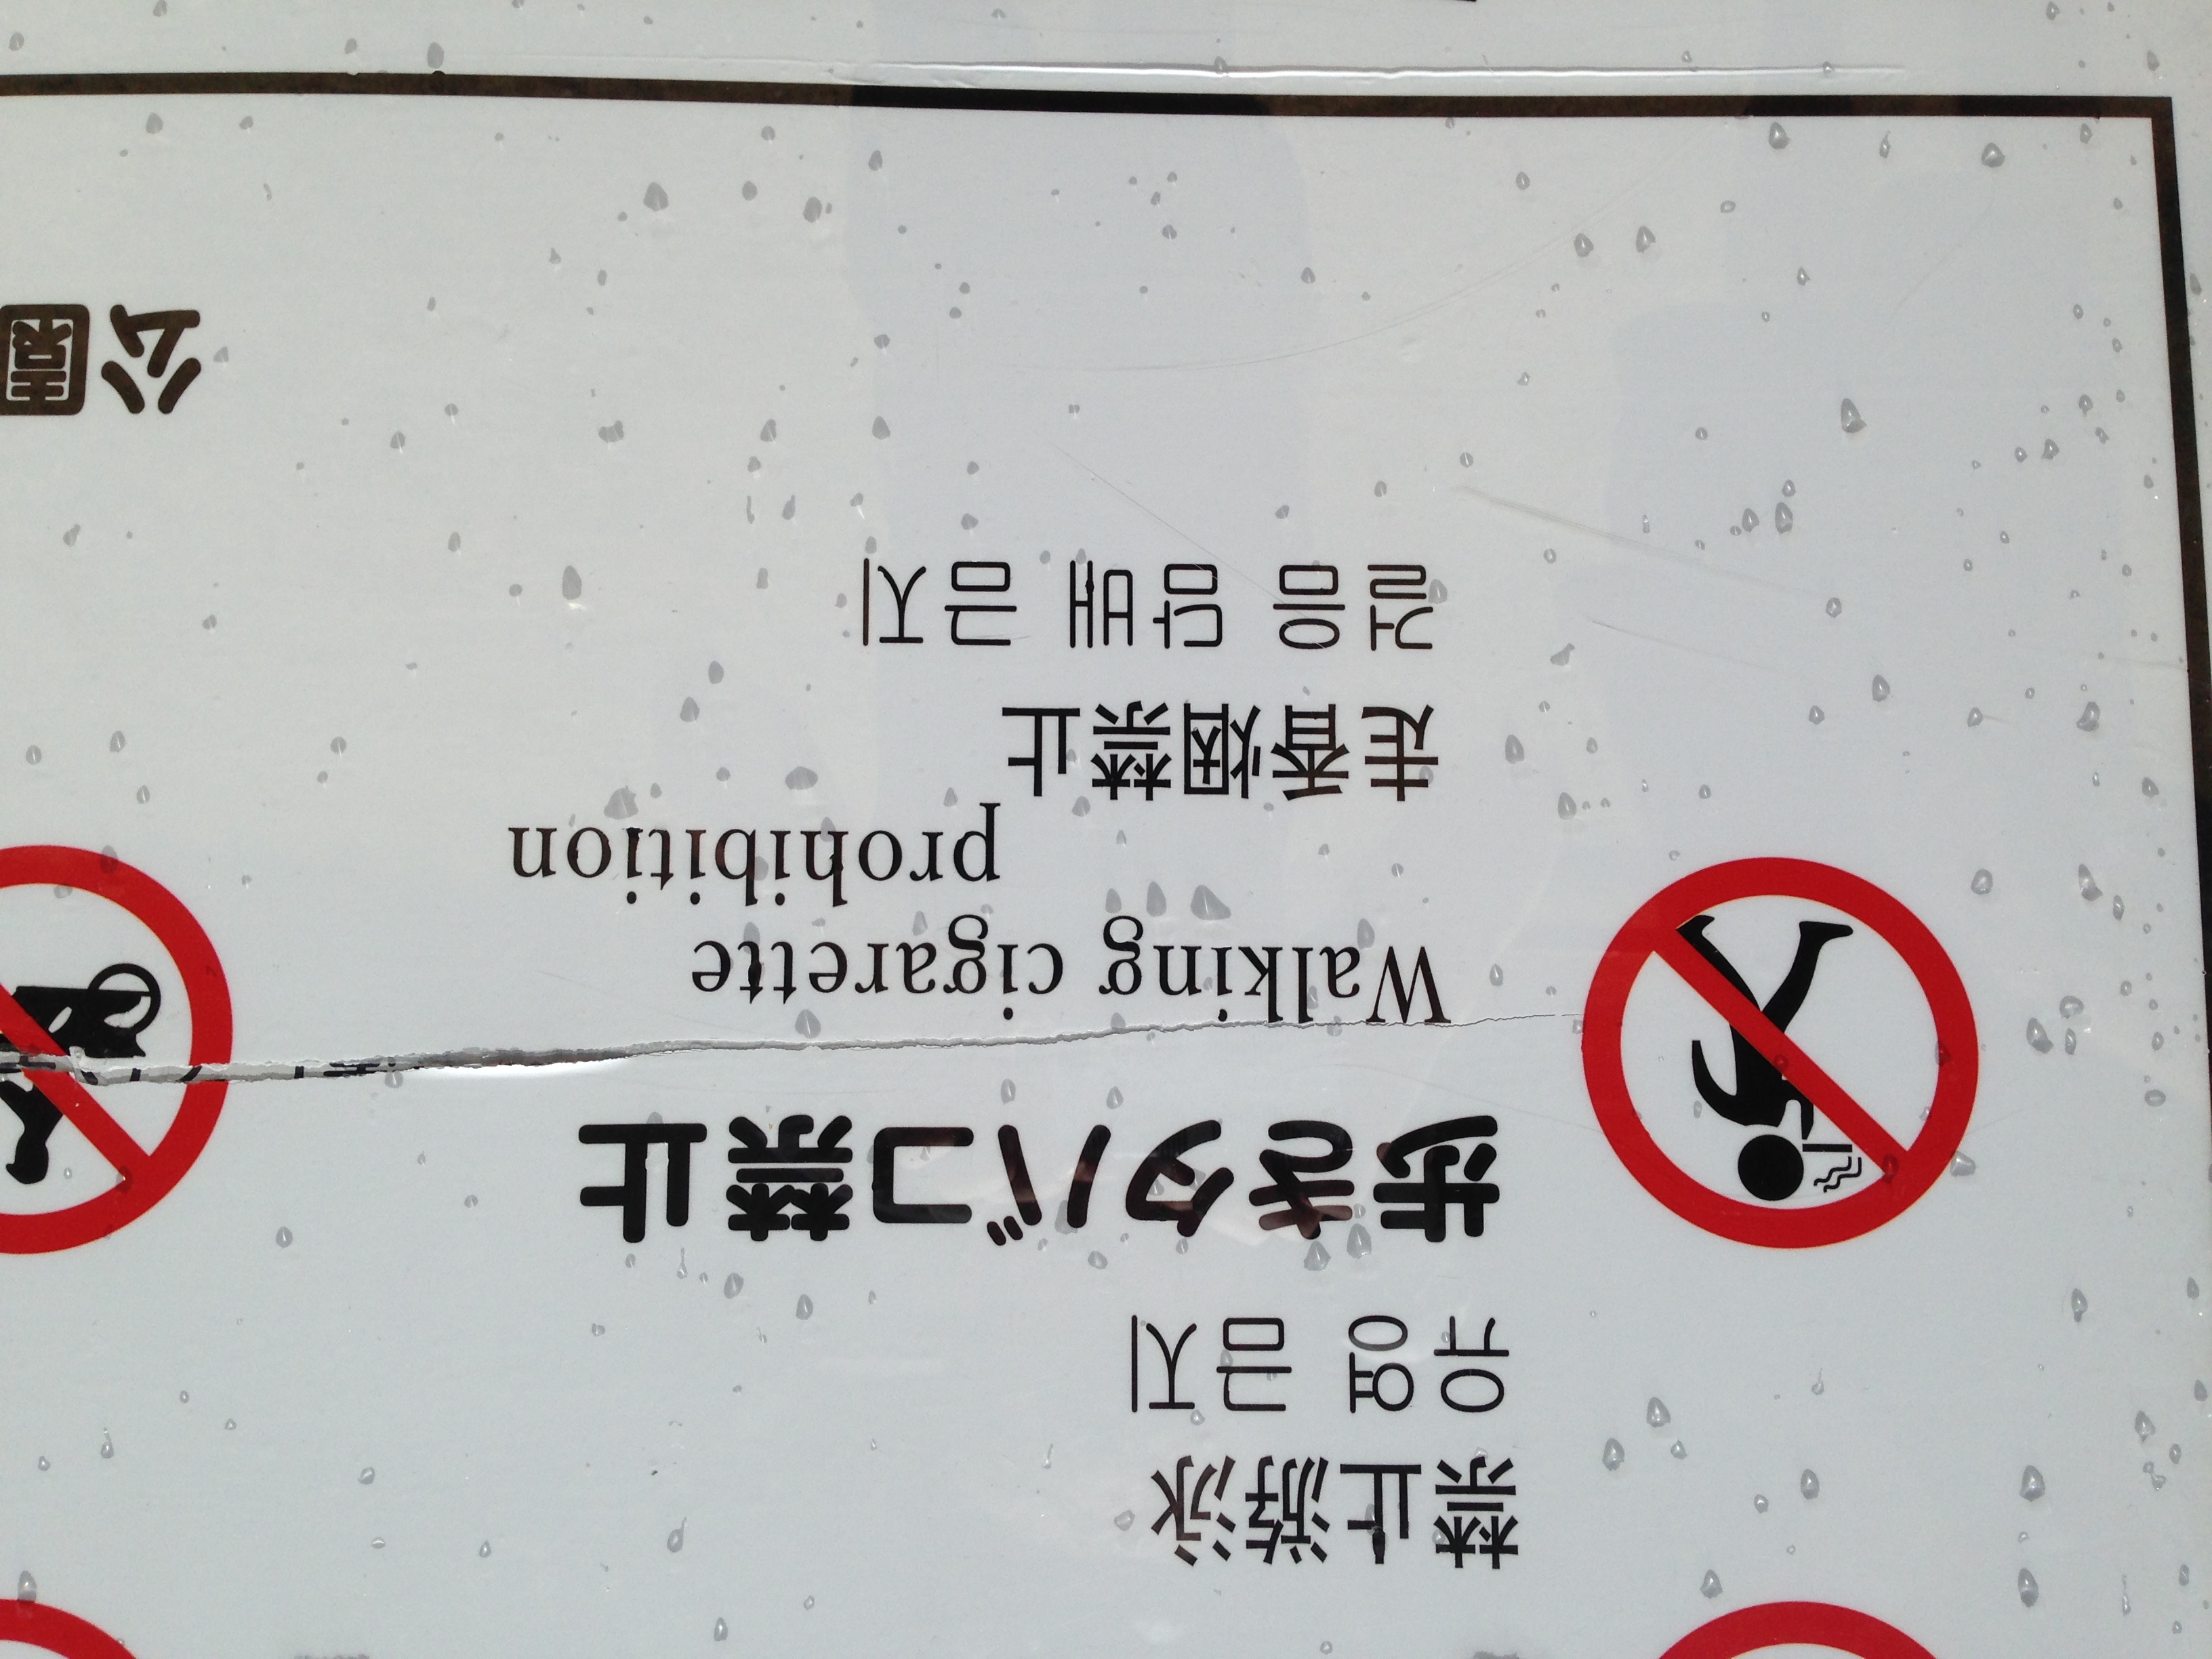 禁止游泳
유영 금지
歩きタバコ禁止
Walking cigarette
prohibition
走香烟禁止
걸음 담배 금지
公園